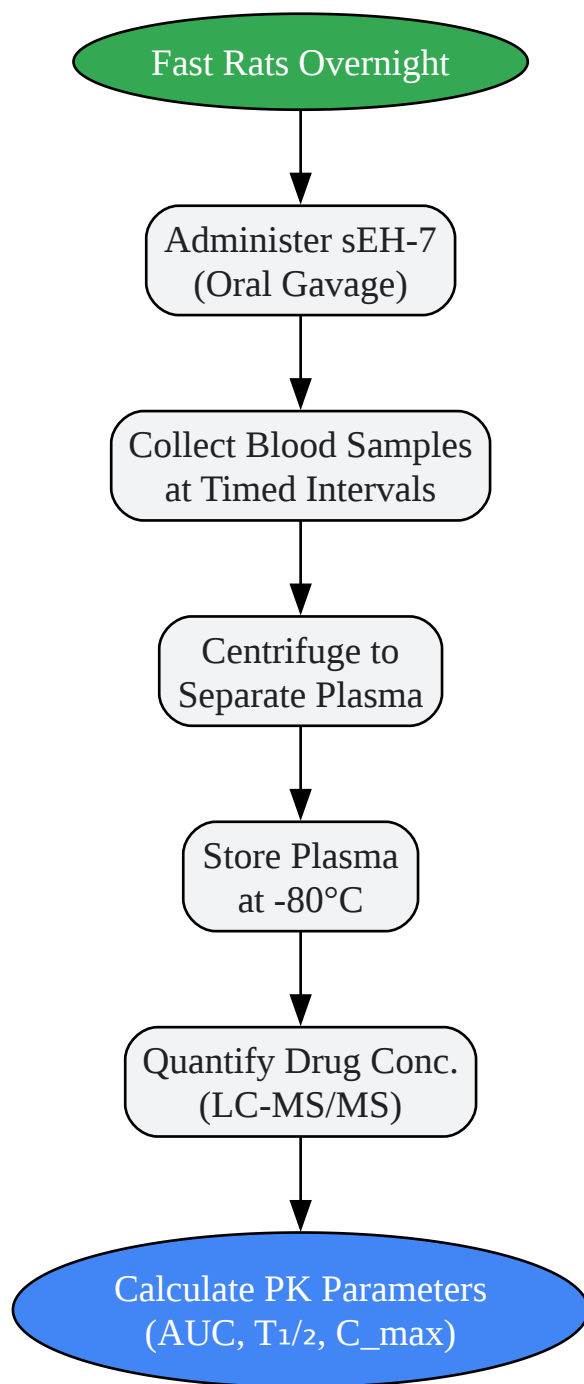 Fast Rats Overnight
Administer sEH-7
(Oral Gavage)
Collect Blood Samples
at Timed Intervals
Centrifuge to
Separate Plasma
Store Plasma
at -80°C
Quantify Drug Conc.
(LC-MS/MS)
Calculate PK Parameters
(AUC, T₁/₂, C_max)